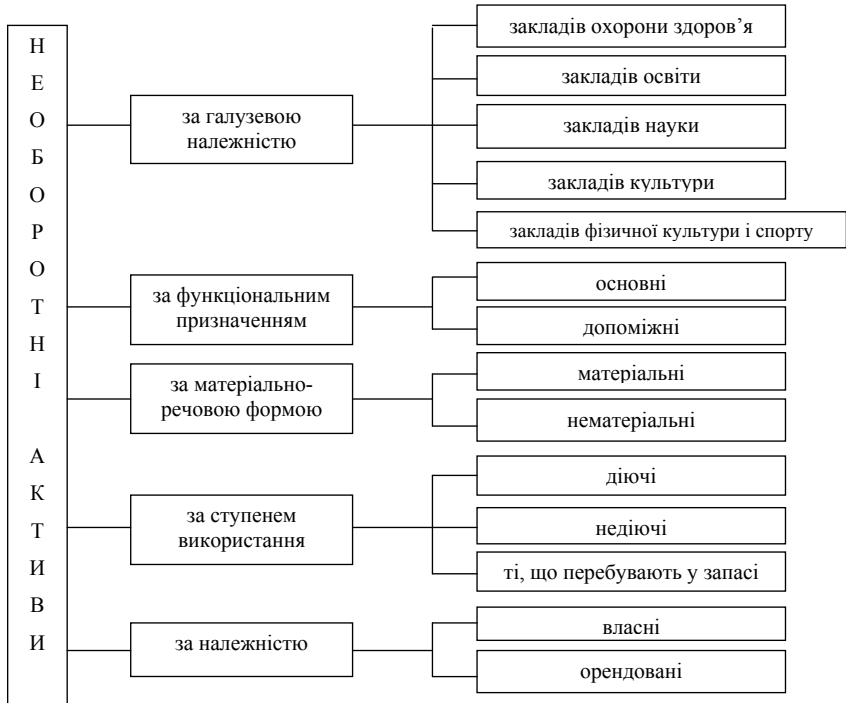 НЕОБОРОТНІ АКТИВИ
за галузевою
належністю
закладів охорони здоров’я
закладів освіти
закладів науки
закладів культури
закладів фізичної культури і спорту
за функціональним
призначенням
основні
допоміжні
за матеріально-
речовою формою
матеріальні
нематеріальні
за ступенем
використання
діючі
недіючі
ті, що перебувають у запасі
за належністю
власні
орендовані